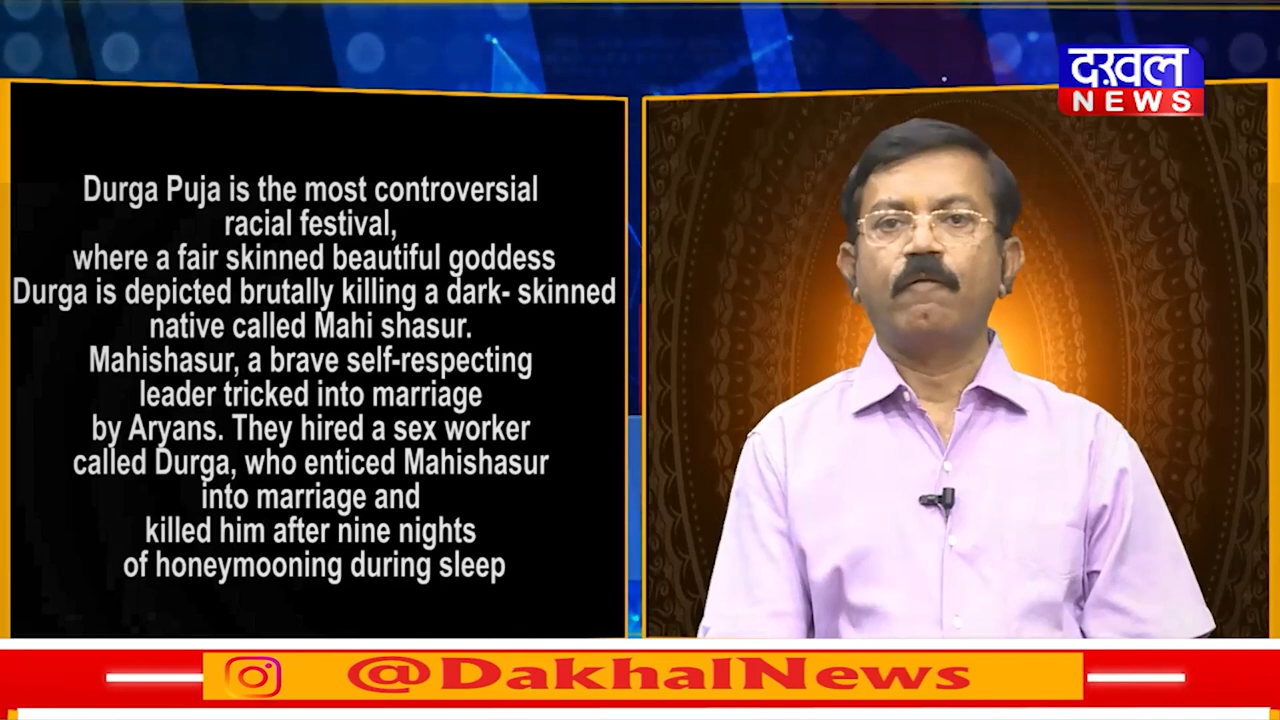 दख़ल
NEWS
Durga Puja is the most controversial
racial festival,
where a fair skinned beautiful goddess
Durga is depicted brutally killing a dark- skinned
native called Mahi shasur.
Mahishasur, a brave self-respecting
leader tricked into marriage
by Aryans. They hired a sex worker
called Durga, who enticed Mahishasur
into marriage and
killed him after nine nights
of honeymooning during sleep
@DakhalNews